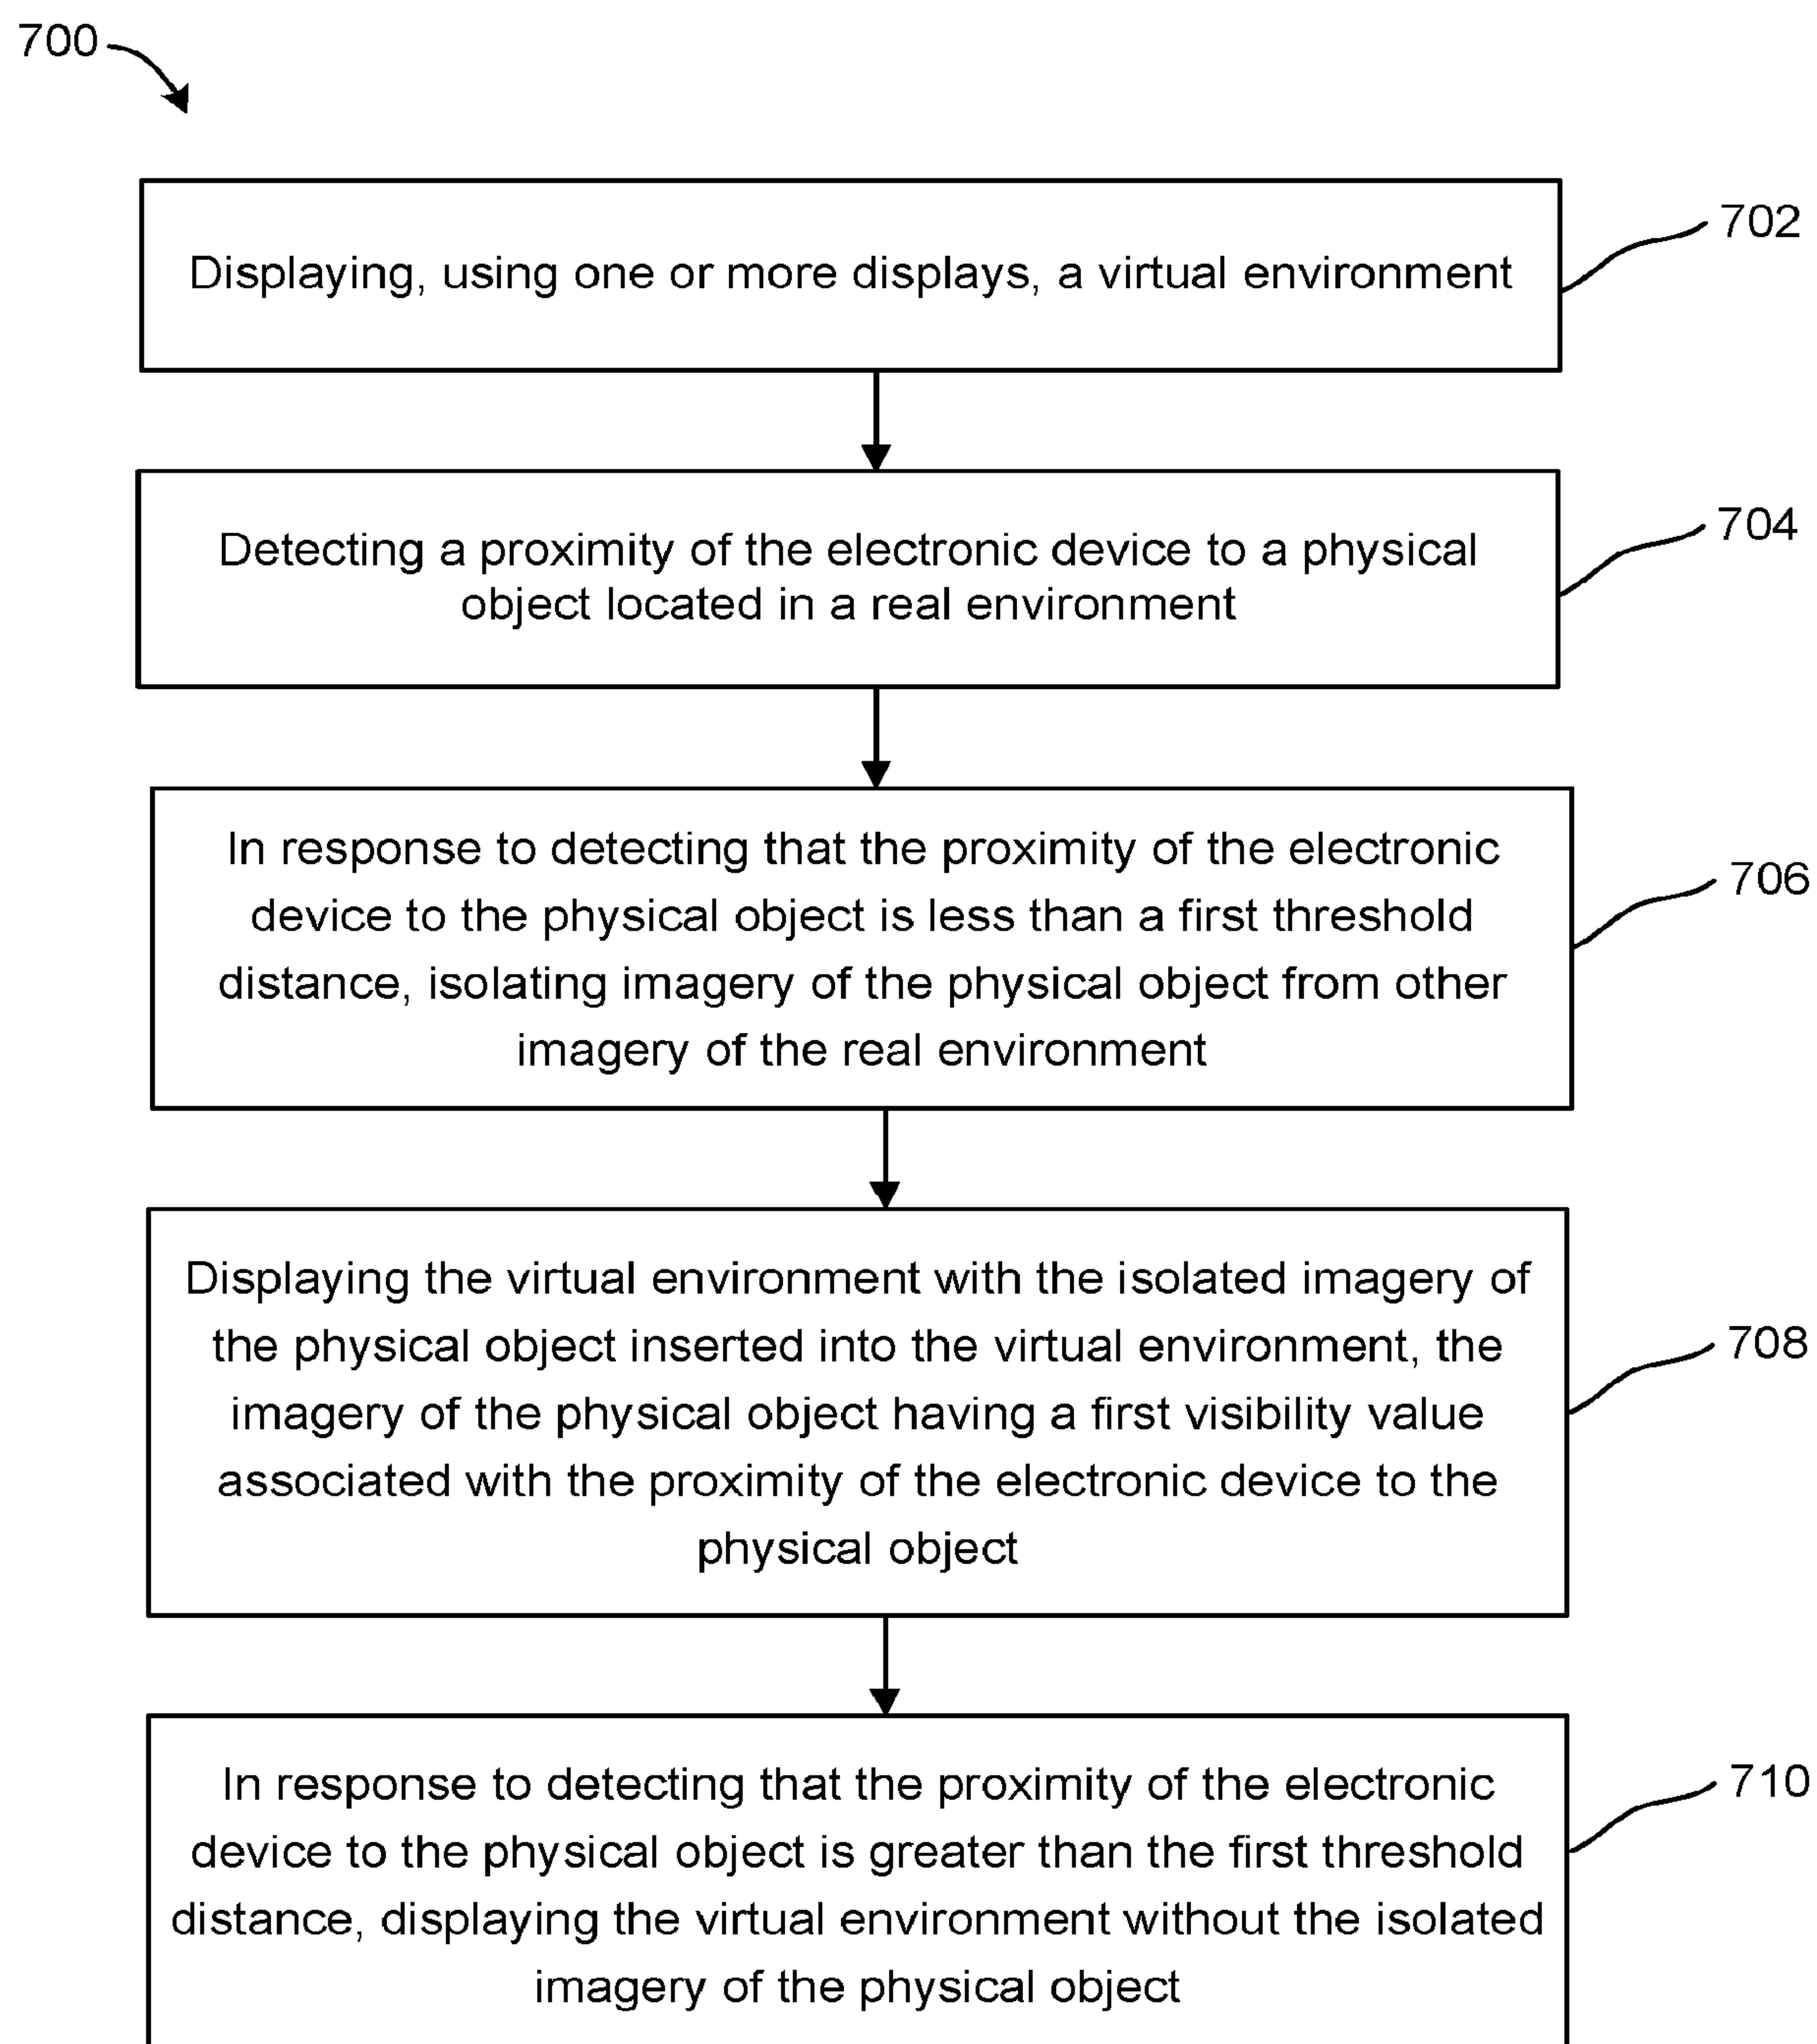 700
702
Displaying, using one or more displays, a virtual environment
704
Detecting a proximity of the electronic device to a physical
object located in a real environment
706
In response to detecting that the proximity of the electronic
device to the physical object is less than a first threshold
distance, isolating imagery of the physical object from other
imagery of the real environment
708
Displaying the virtual environment with the isolated imagery of
the physical object inserted into the virtual environment, the
imagery of the physical object having a first visibility value
associated with the proximity of the electronic device to the
physical object
710
In response to detecting that the proximity of the electronic
device to the physical object is greater than the first threshold
distance, displaying the virtual environment without the isolated
imagery of the physical object